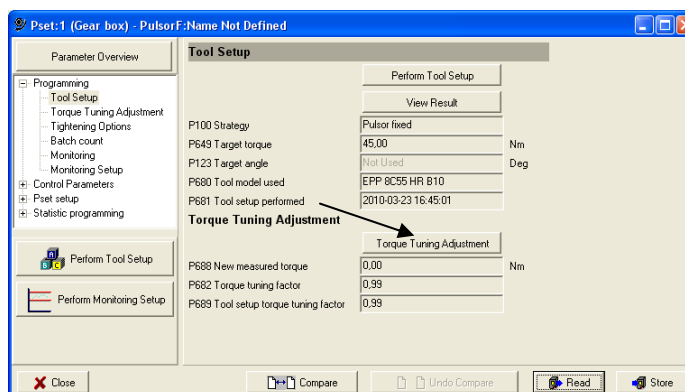 Pset:1 (Gear box) - PulsorF:Name Not Defined
Parameter Overview
Programming
Tool Setup
Torque Tuning Adjustment
Tightening Options
Batch count
Monitoring
Monitoring Setup
Control Parameters
Pset setup
Statistic programming
A
B C
Perform Tool Setup
Perform Monitoring Setup
Tool Setup
Perform Tool Setup
View Result
P100 Strategy Pulsor fixed
P649 Target torque 45,00 Nm
P123 Target angle Not Used Deg
P680 Tool model used EPP 8C55 HR B10
P681 Tool setup performed 2010-03-23 16:45:01
Torque Tuning Adjustment
Torque Tuning Adjustment
P688 New measured torque 0,00 Nm
P682 Torque tuning factor 0,99
P689 Tool setup torque tuning factor 0,99
Close Compare Undo Compare Read Store